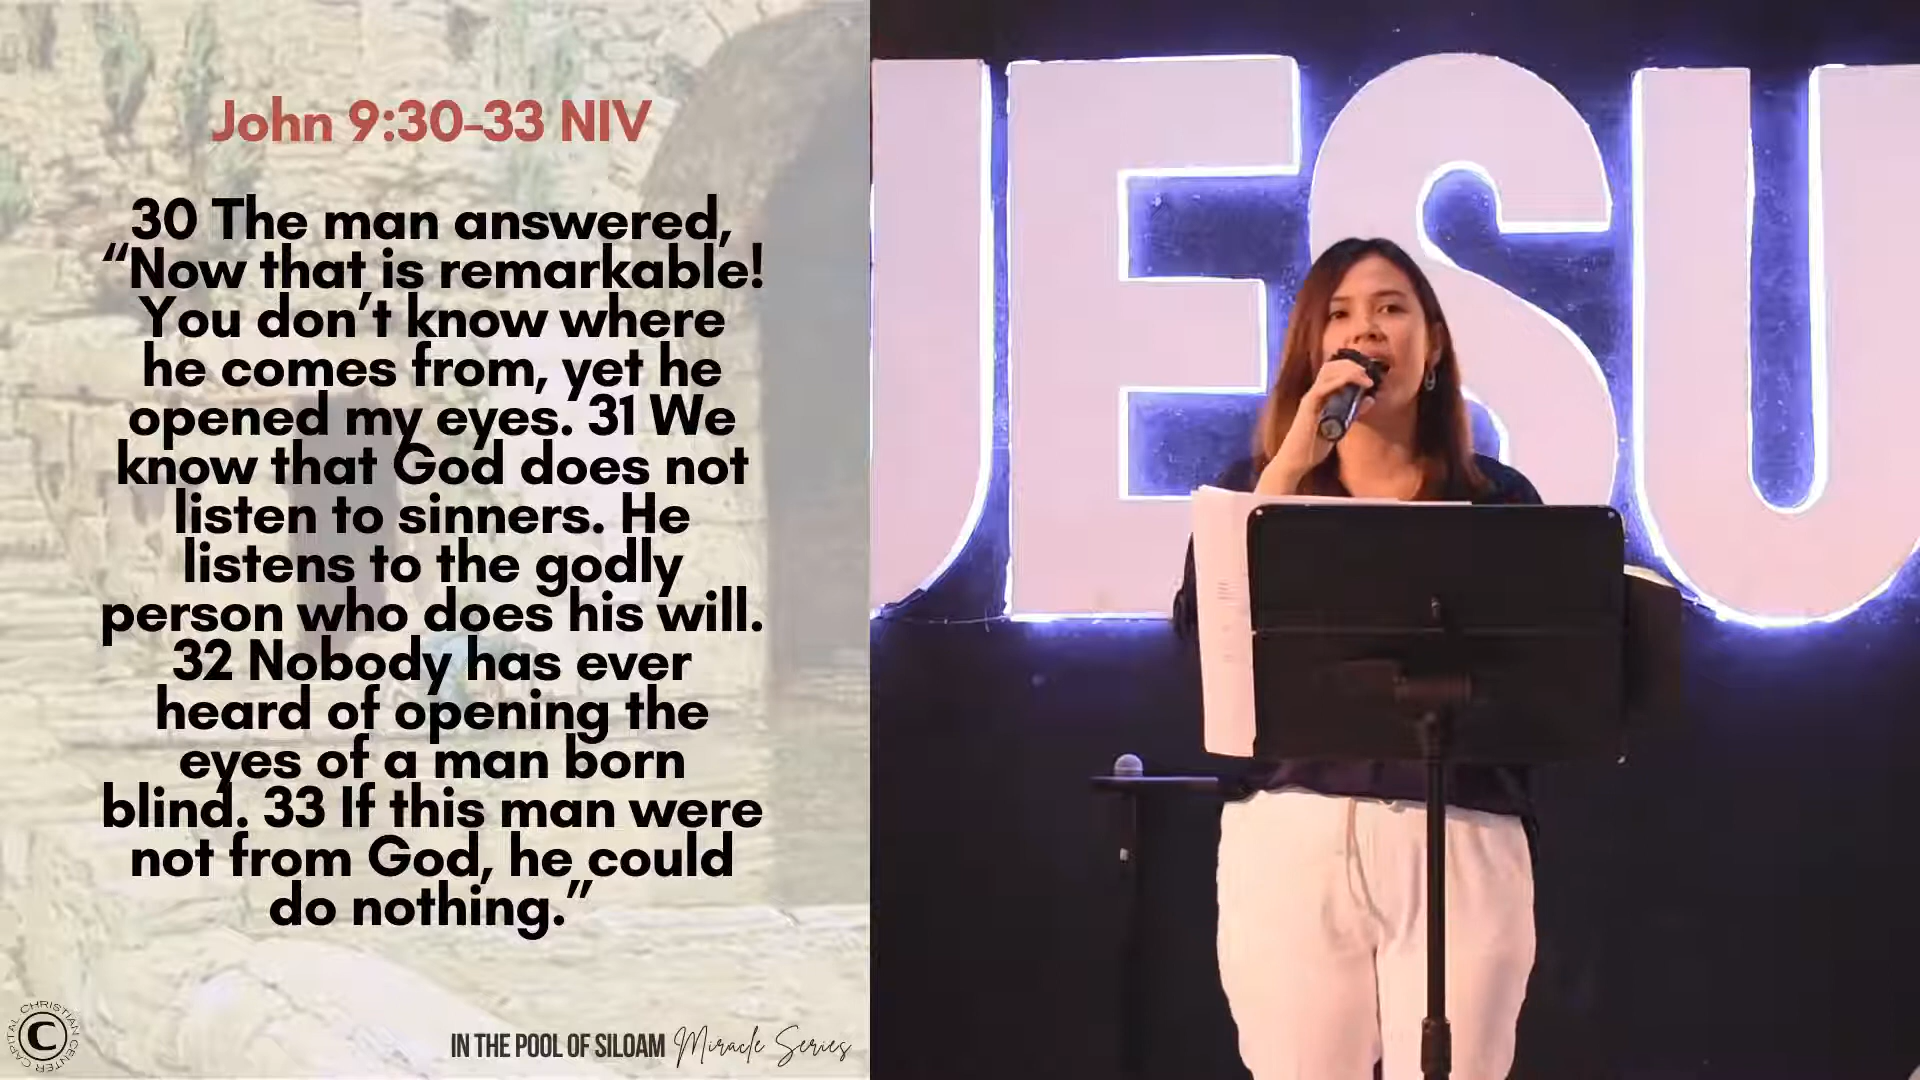 John 9:30-33 NIV
30 The man answered,
“Now that is remarkable!
You don’t know where
he comes from, yet he
opened my eyes. 31 We
know that God does not
listen to sinners. He
listens to the godly
person who does his will.
32 Nobody has ever
heard of opening the
eyes of a man born
blind. 33 If this man were
not from God, he could
do nothing.”
CAPITAL CHRISTIAN CENTER
C
IN THE POOL OF SILOAM Miracle Series
JESU